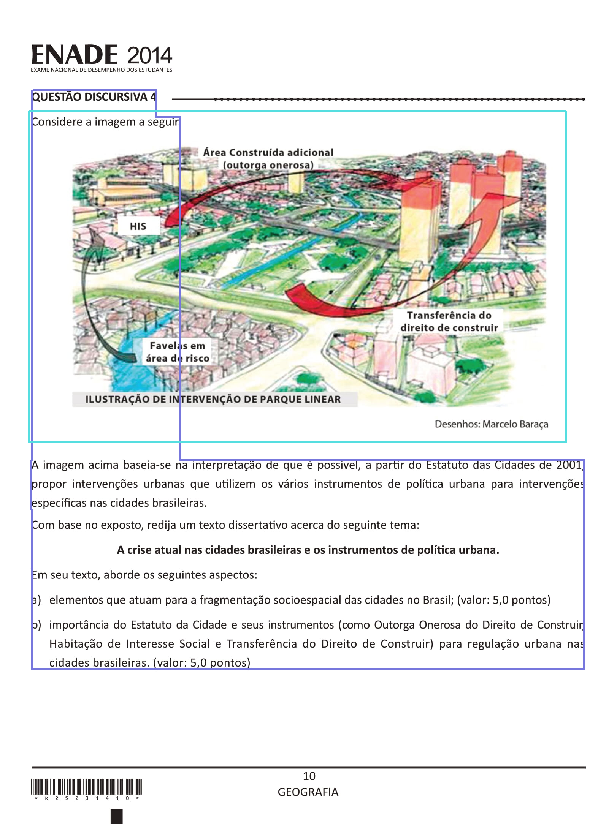 ENADE 2014
EXAME NACIONAL DE DESEMPENHO DOS ESTUDANTES
QUESTÃO DISCURSIVA 4
Considere a imagem a seguir
Área Construída adicional
(outorga onerosa)
HIS
Transferência do
direito de construir
Favelas em
área de risco
ILUSTRAÇÃO DE INTERVENÇÃO DE PARQUE LINEAR
Desenhos: Marcelo Baraça
A imagem acima baseia-se na interpretação de que é possível, a partir do Estatuto das Cidades de 2001,
propor intervenções urbanas que utilizem os vários instrumentos de política urbana para intervenções
específicas nas cidades brasileiras.
Com base no exposto, redija um texto dissertativo acerca do seguinte tema:
A crise atual nas cidades brasileiras e os instrumentos de política urbana.
Em seu texto, aborde os seguintes aspectos:
a) elementos que atuam para a fragmentação socioespacial das cidades no Brasil; (valor: 5,0 pontos)
b) importância do Estatuto da Cidade e seus instrumentos (como Outorga Onerosa do Direito de Construir,
Habitação de Interesse Social e Transferência do Direito de Construir) para regulação urbana nas
cidades brasileiras. (valor: 5,0 pontos)
10
GEOGRAFIA